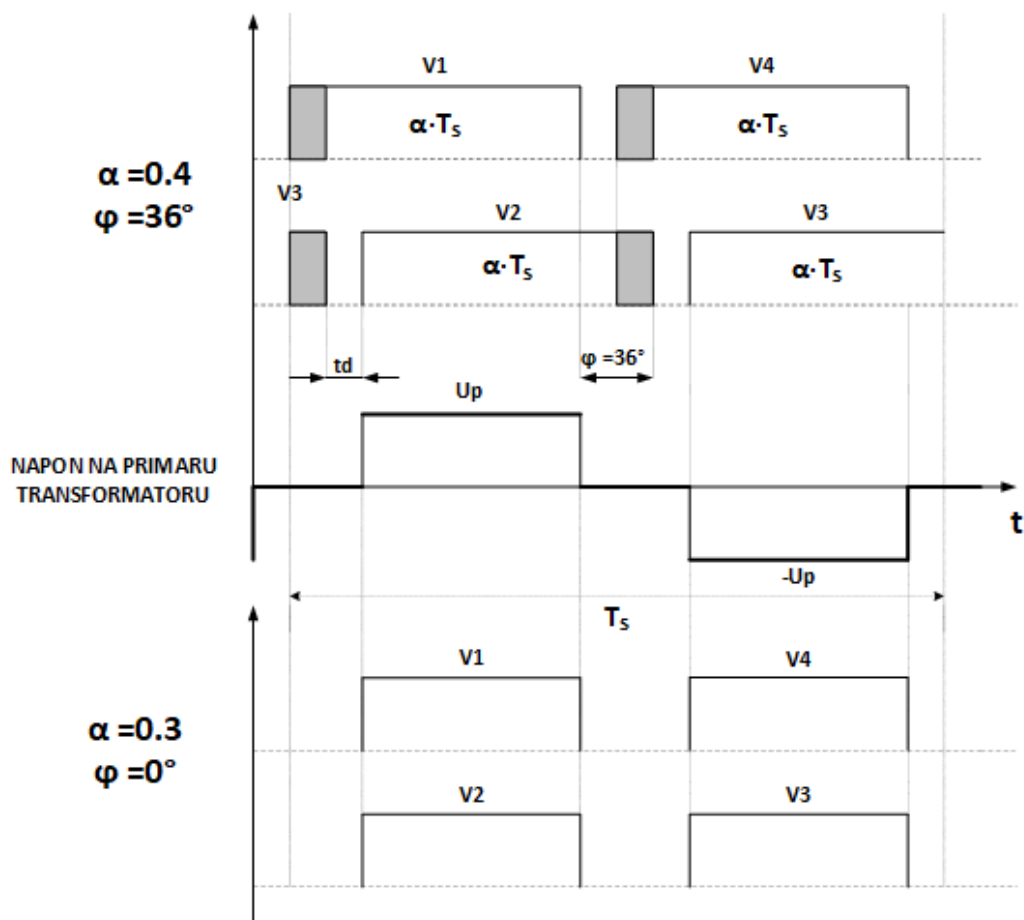 V1
V4
α·Ts
α·Ts
α =0.4
φ =36°
V3
V2
V3
α·Ts
α·Ts
td
φ =36°
Up
NAPON NA PRIMARU
TRANSFORMATORU
t
-Up
Ts
V1
V4
α =0.3
φ =0°
V2
V3